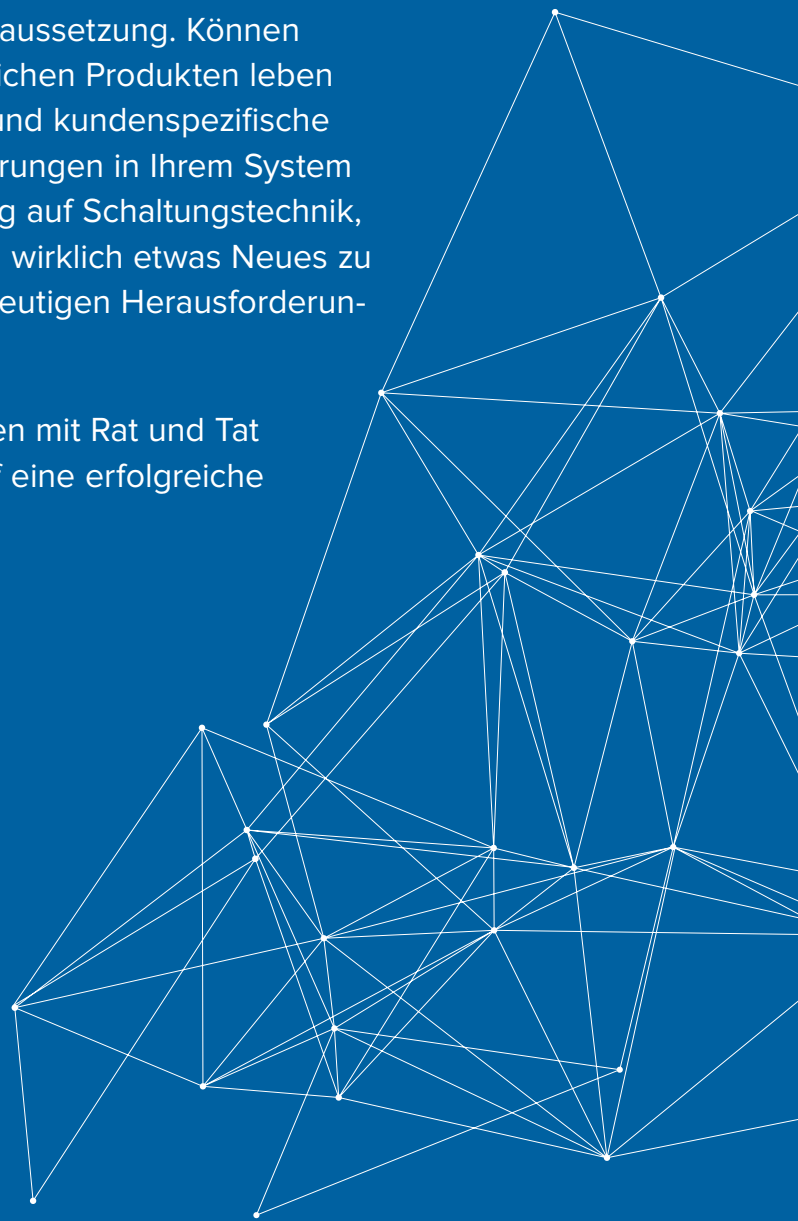 aussetzung. Können
ichen Produkten leben
und kundenspezifische
rungen in Ihrem System
g auf Schaltungstechnik,
wirklich etwas Neues zu
eutigen Herausforderun-
en mit Rat und Tat
f eine erfolgreiche